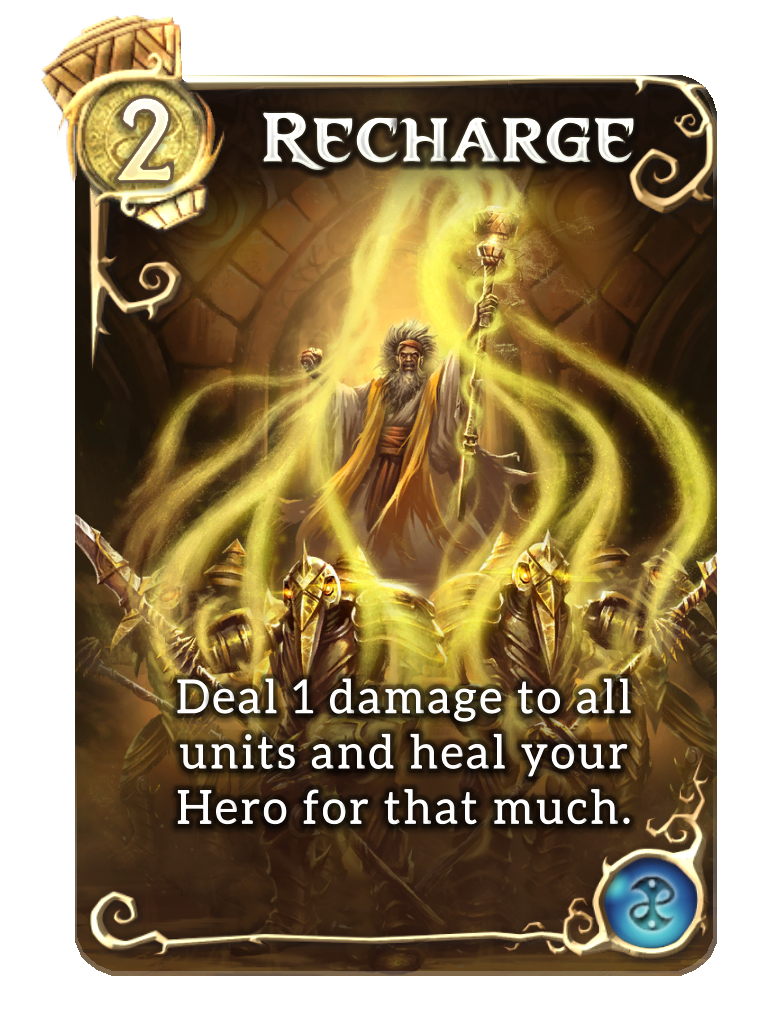 2
RECHARGE
Deal 1 damage to all
units and heal your
Hero for that much.